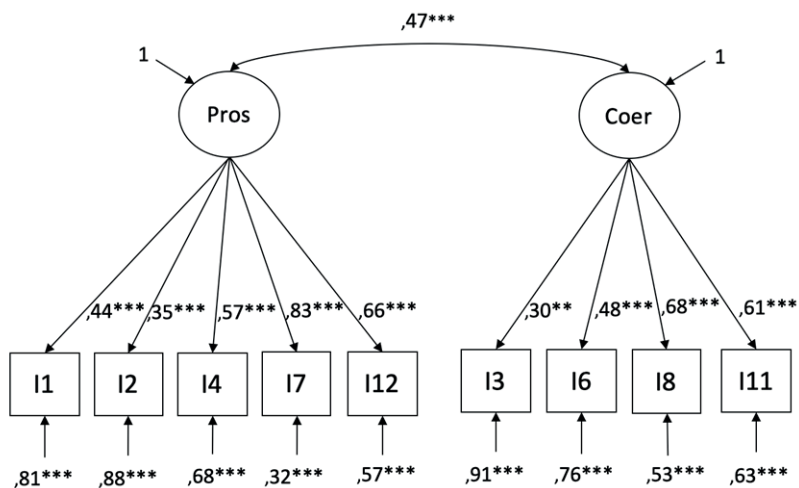 ,47***
1
1
Pros
Coer
,44*** ,35*** ,57*** ,83*** ,66***
,30** ,48*** ,68*** ,61***
I1 I2 I4 I7 I12
I3 I6 I8 I11
,81*** ,88*** ,68*** ,32*** ,57***
,91*** ,76*** ,53*** ,63***